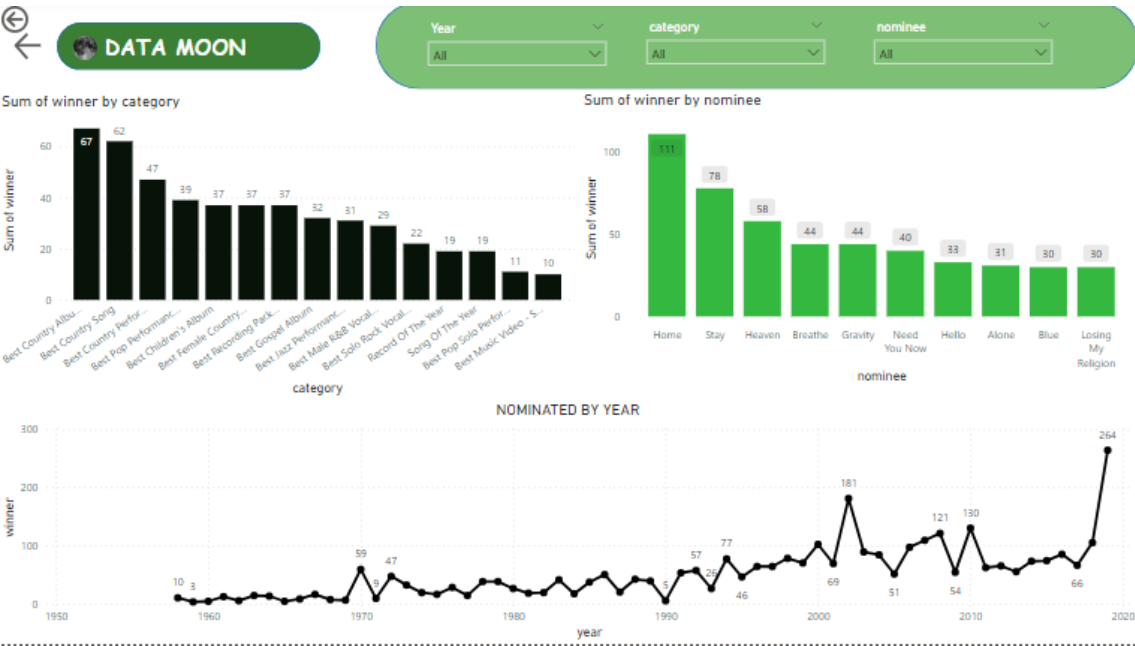 DATA MOON
Year
category
nominee
All
All
All
Sum of winner by category
Sum of winner by nominee
Sum of winner
60
40
20
0
67
62
47
39
37
37
37
32
31
29
22
19
19
11
10
Best Country Albu...
Best Country Song
Best Country Perfor...
Best Pop Performanc...
Best Children's Album
Best Female Country...
Best Recording Pack...
Best Gospel Album
Best Jazz Performanc...
Best Male R&B Vocal...
Best Solo Rock Vocal...
Record Of The Year
Song Of The Year
Best Pop Solo Perfor...
Best Music Video - S...
category
Sum of winner
100
50
0
111
78
58
44
44
40
33
31
30
30
Home
Stay
Heaven
Breathe
Gravity
Need
You Now
Hello
Alone
Blue
Losing
My
Religion
nominee
NOMINATED BY YEAR
winner
300
200
100
0
10
3
59
9
47
5
57
26
77
46
69
181
51
121
54
130
66
264
1950
1960
1970
1980
1990
2000
2010
2020
year